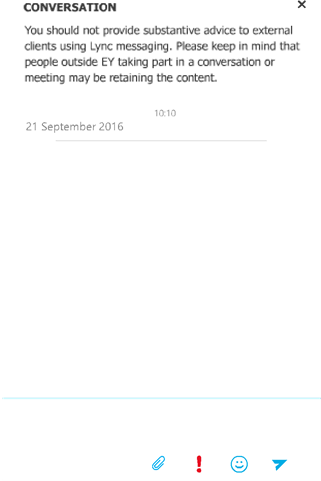 CONVERSATION
You should not provide substantive advice to external
clients using Lync messaging. Please keep in mind that
people outside EY taking part in a conversation or
meeting may be retaining the content.
10:10
21 September 2016